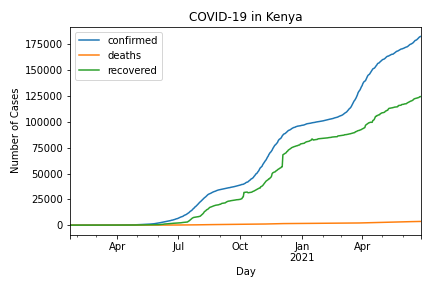 COVID-19 in Kenya
confirmed
deaths
recovered
Number of Cases
175000
150000
125000
100000
75000
50000
25000
0
Apr
Jul
Oct
Jan
2021
Apr
Day